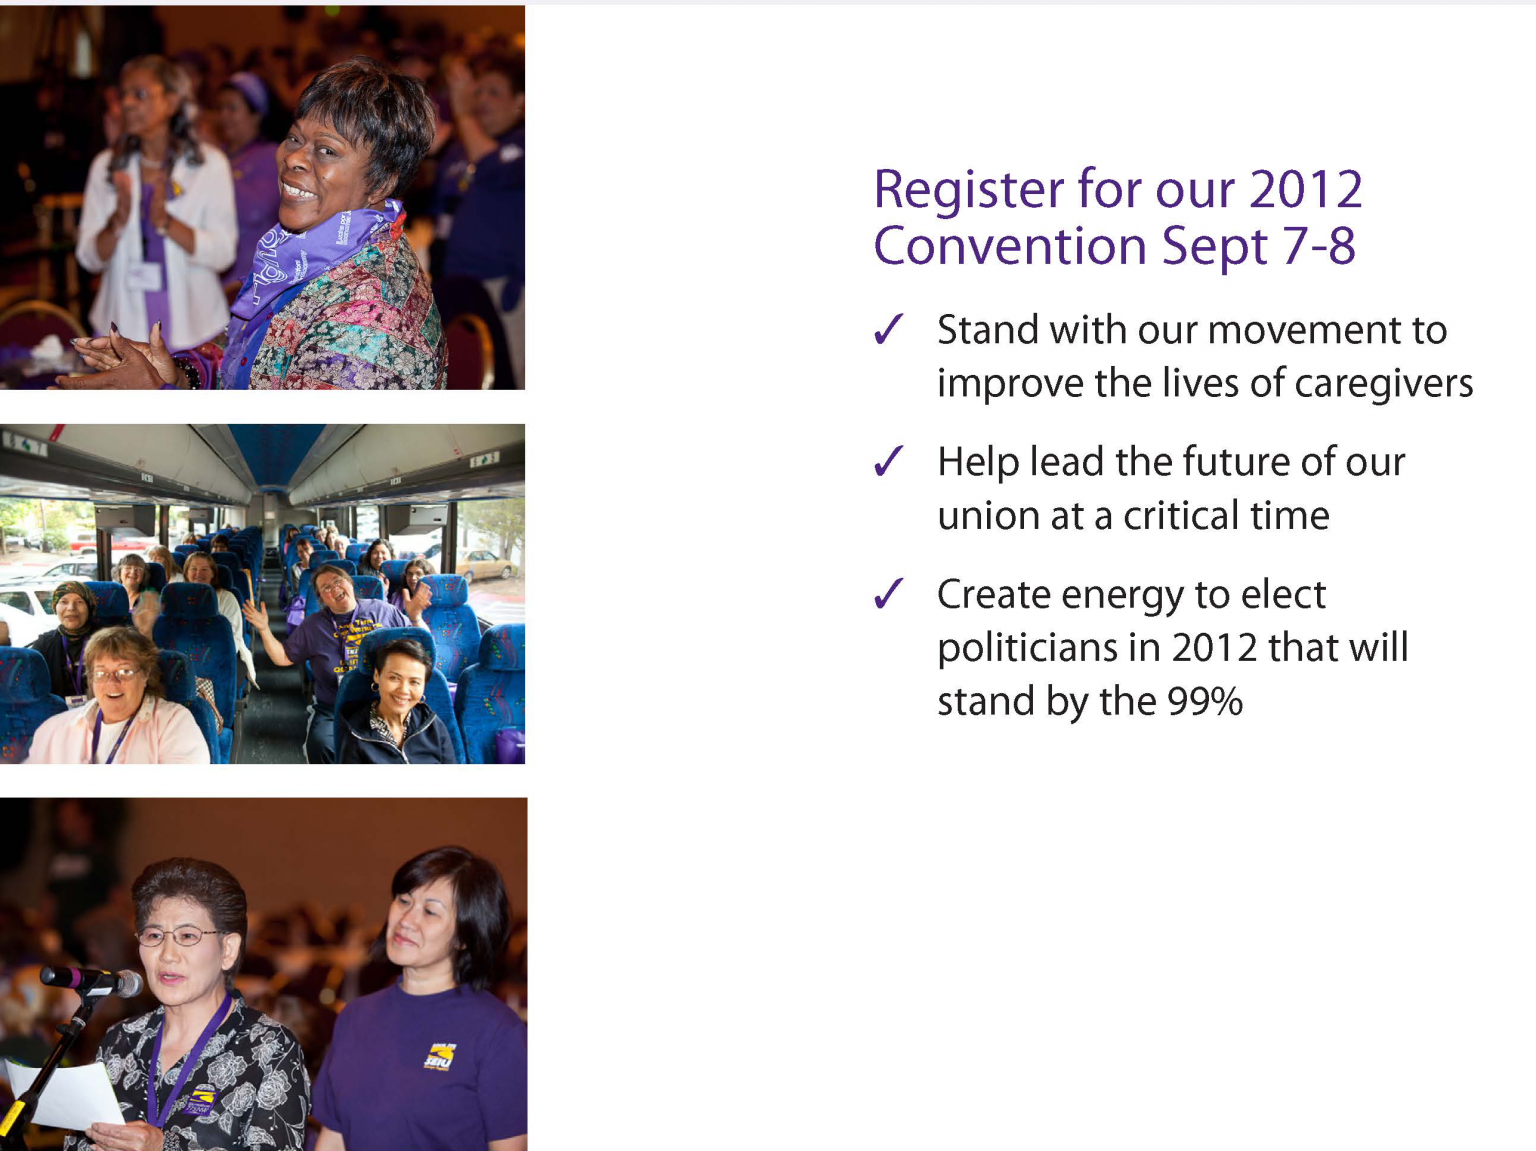 Register for our 2012
Convention Sept 7-8
✓ Stand with our movement to
improve the lives of caregivers
✓ Help lead the future of our
union at a critical time
✓ Create energy to elect
politicians in 2012 that will
stand by the 99%
SEIU